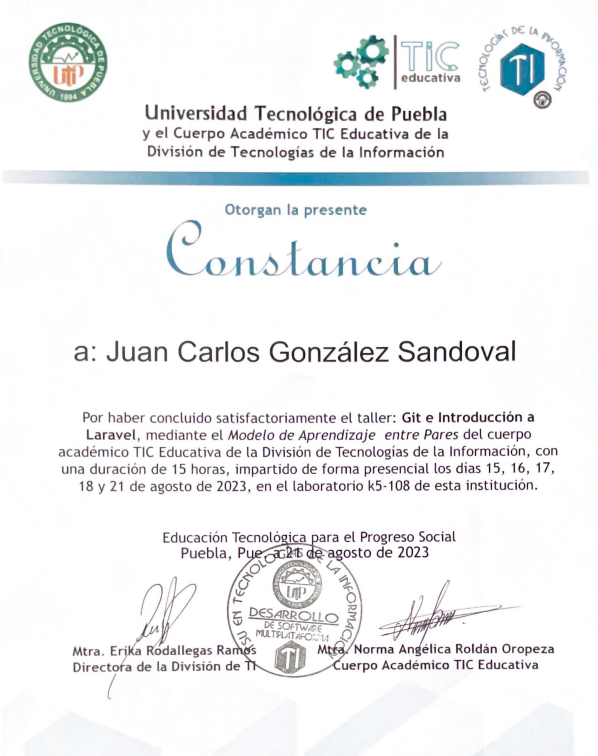 UNIVERSIDAD TECNOLÓGICA DE PUEBLA
UTP
1994
TIC
educativa
TECNOLOGÍAS DE LA INFORMACIÓN
TI
Universidad Tecnológica de Puebla
y el Cuerpo Académico TIC Educativa de la
División de Tecnologías de la Información
Otorgan la presente
Constancia
a: Juan Carlos González Sandoval
Por haber concluido satisfactoriamente el taller: Git e Introducción a
Laravel, mediante el Modelo de Aprendizaje entre Pares del cuerpo
académico TIC Educativa de la División de Tecnologías de la Información, con
una duración de 15 horas, impartido de forma presencial los días 15, 16, 17,
18 y 21 de agosto de 2023, en el laboratorio k5-108 de esta institución.
Educación Tecnológica para el Progreso Social
Puebla, Pue. a 21 de agosto de 2023
TSU EN TECNOLOGÍAS DE LA INFORMACIÓN
UTP
DESARROLLO
DE SOFTWARE
MULTIPLATAFORMA
TI
Mtra. Erika Rodallegas Ramos
Directora de la División de TI
Mtra. Norma Angélica Roldán Oropeza
Cuerpo Académico TIC Educativa